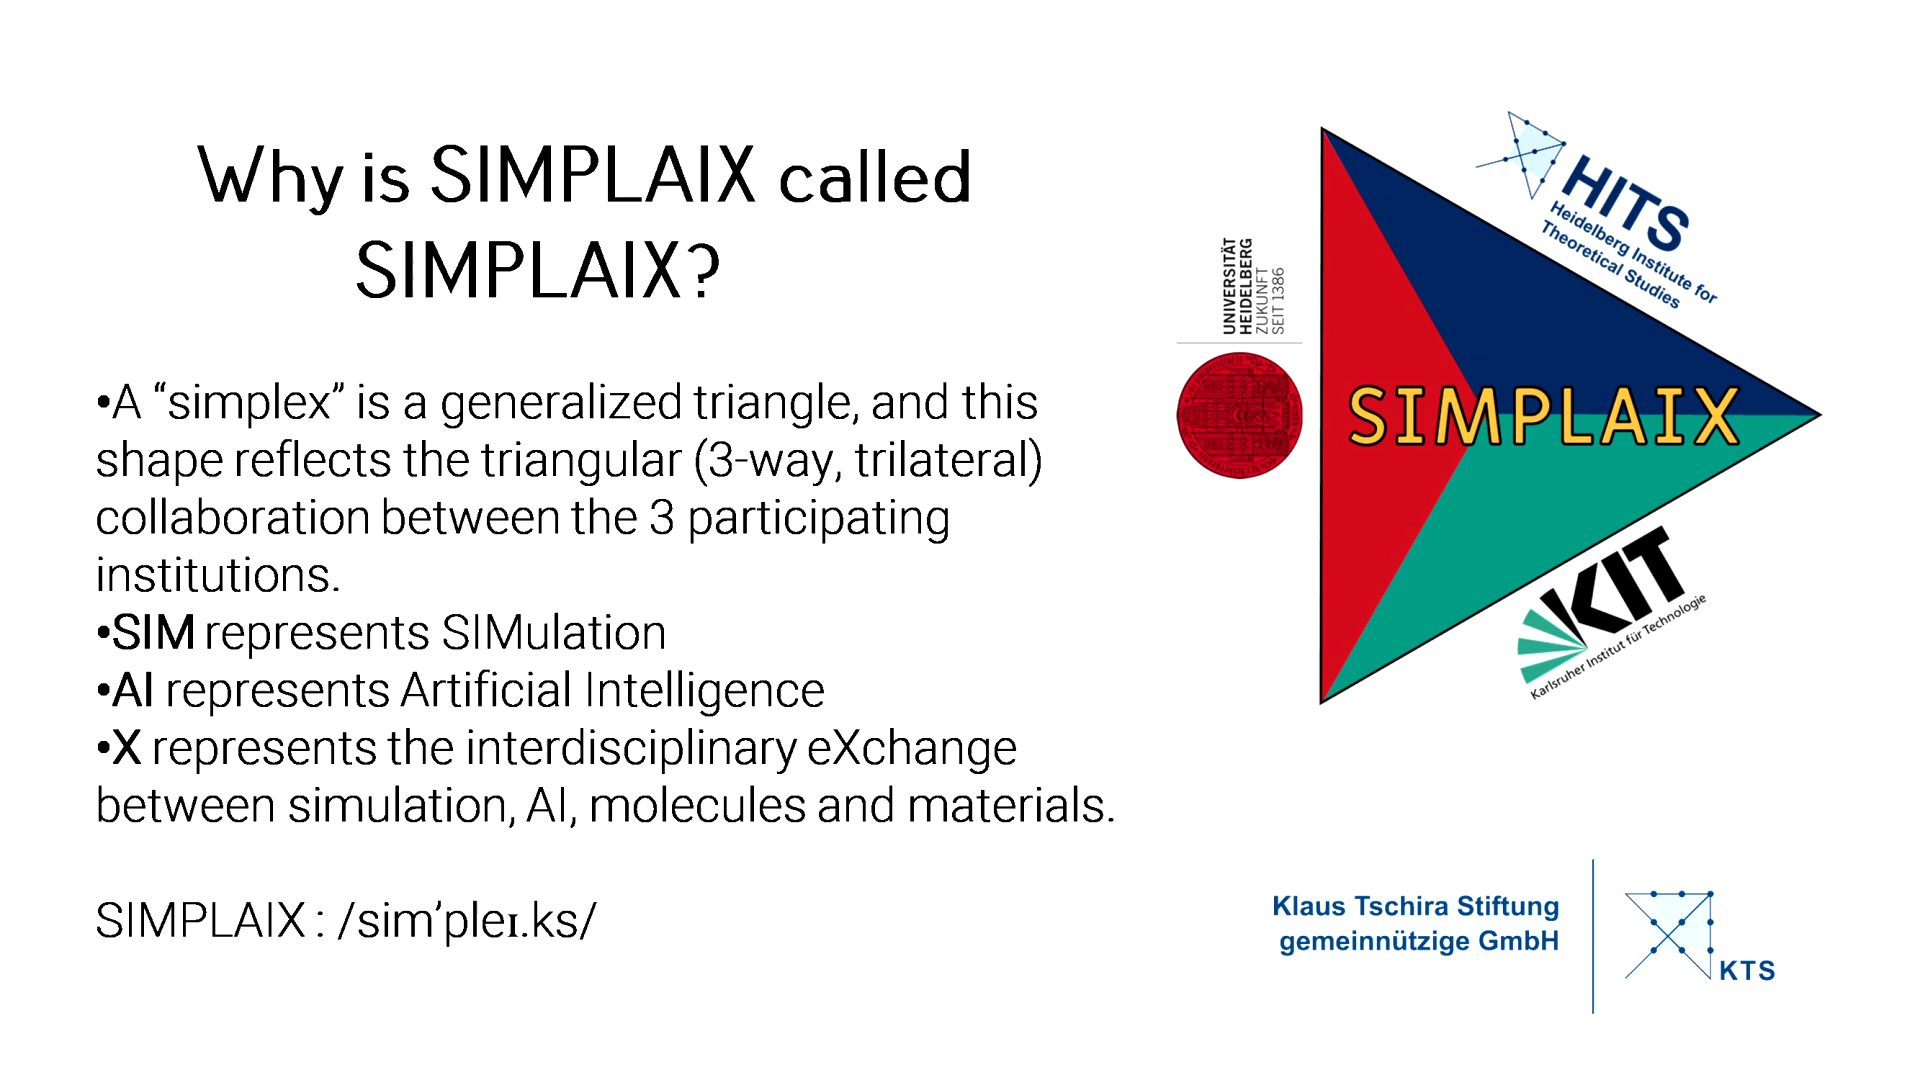 Why is SIMPLAIX called
SIMPLAIX?
•A “simplex” is a generalized triangle, and this
shape reflects the triangular (3-way, trilateral)
collaboration between the 3 participating
institutions.
•SIM represents SIMulation
•AI represents Artificial Intelligence
•X represents the interdisciplinary eXchange
between simulation, AI, molecules and materials.
SIMPLAIX : /sim’pleɪ.ks/
UNIVERSITÄT
HEIDELBERG
ZUKUNFT
SEIT 1386
HITS
Heidelberg Institute for
Theoretical Studies
SIMPLAIX
KIT
Karlsruher Institut für Technologie
Klaus Tschira Stiftung
gemeinnützige GmbH
KTS